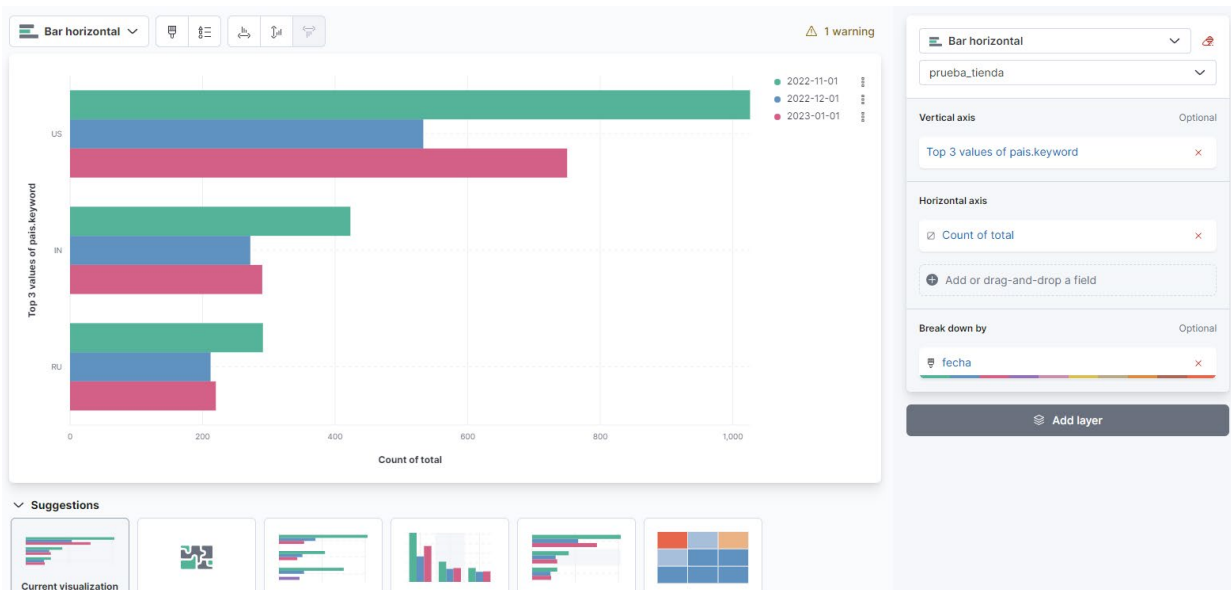 Bar horizontal
1 warning
2022-11-01
2022-12-01
2023-01-01
Top 3 values of pais.keyword
US
IN
RU
0 200 400 600 800 1,000
Count of total
Suggestions
Current visualization
Bar horizontal
prueba_tienda
Vertical axis Optional
Top 3 values of pais.keyword
Horizontal axis
Count of total
Add or drag-and-drop a field
Break down by Optional
fecha
Add layer